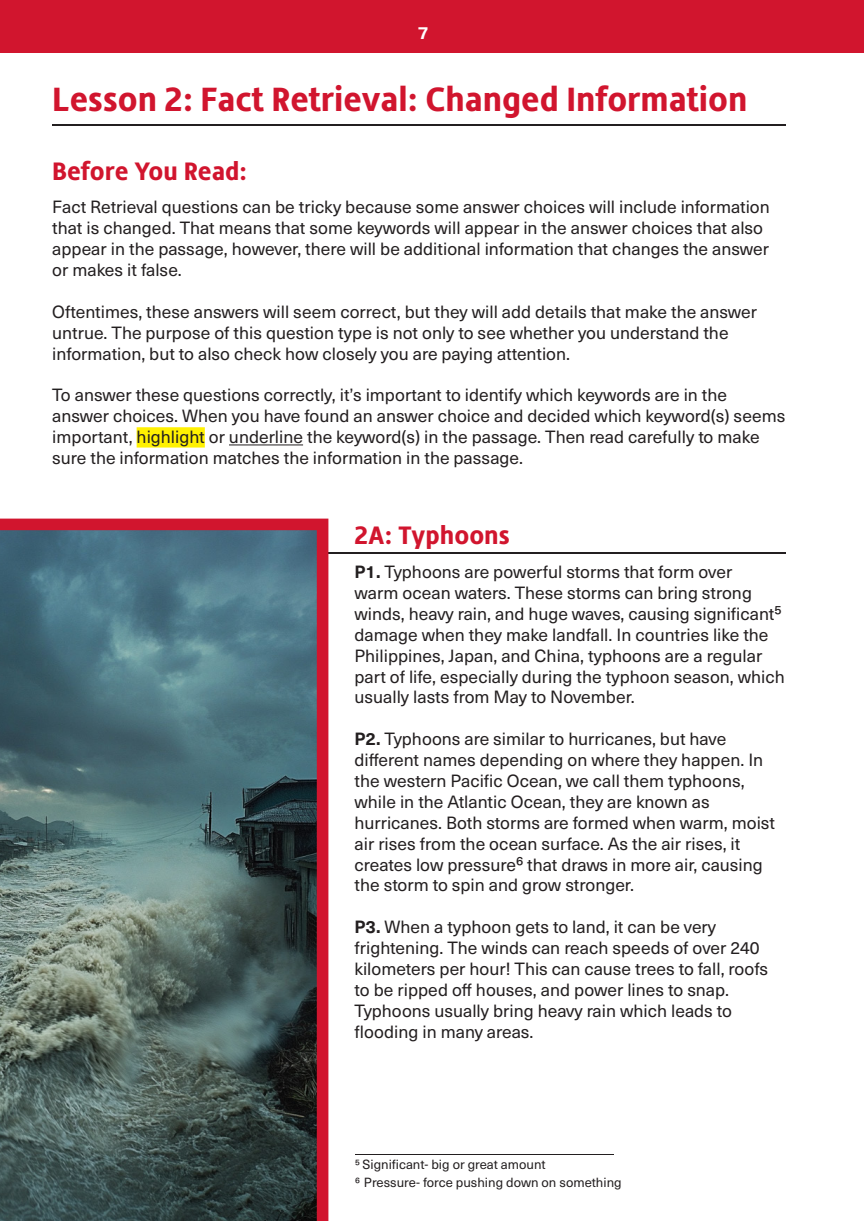 7
Lesson 2: Fact Retrieval: Changed Information
Before You Read:
Fact Retrieval questions can be tricky because some answer choices will include information
that is changed. That means that some keywords will appear in the answer choices that also
appear in the passage, however, there will be additional information that changes the answer
or makes it false.
Oftentimes, these answers will seem correct, but they will add details that make the answer
untrue. The purpose of this question type is not only to see whether you understand the
information, but to also check how closely you are paying attention.
To answer these questions correctly, it’s important to identify which keywords are in the
answer choices. When you have found an answer choice and decided which keyword(s) seems
important, highlight or underline the keyword(s) in the passage. Then read carefully to make
sure the information matches the information in the passage.
2A: Typhoons
P1. Typhoons are powerful storms that form over
warm ocean waters. These storms can bring strong
winds, heavy rain, and huge waves, causing significant⁵
damage when they make landfall. In countries like the
Philippines, Japan, and China, typhoons are a regular
part of life, especially during the typhoon season, which
usually lasts from May to November.
P2. Typhoons are similar to hurricanes, but have
different names depending on where they happen. In
the western Pacific Ocean, we call them typhoons,
while in the Atlantic Ocean, they are known as
hurricanes. Both storms are formed when warm, moist
air rises from the ocean surface. As the air rises, it
creates low pressure⁶ that draws in more air, causing
the storm to spin and grow stronger.
P3. When a typhoon gets to land, it can be very
frightening. The winds can reach speeds of over 240
kilometers per hour! This can cause trees to fall, roofs
to be ripped off houses, and power lines to snap.
Typhoons usually bring heavy rain which leads to
flooding in many areas.
⁵ Significant- big or great amount
⁶ Pressure- force pushing down on something